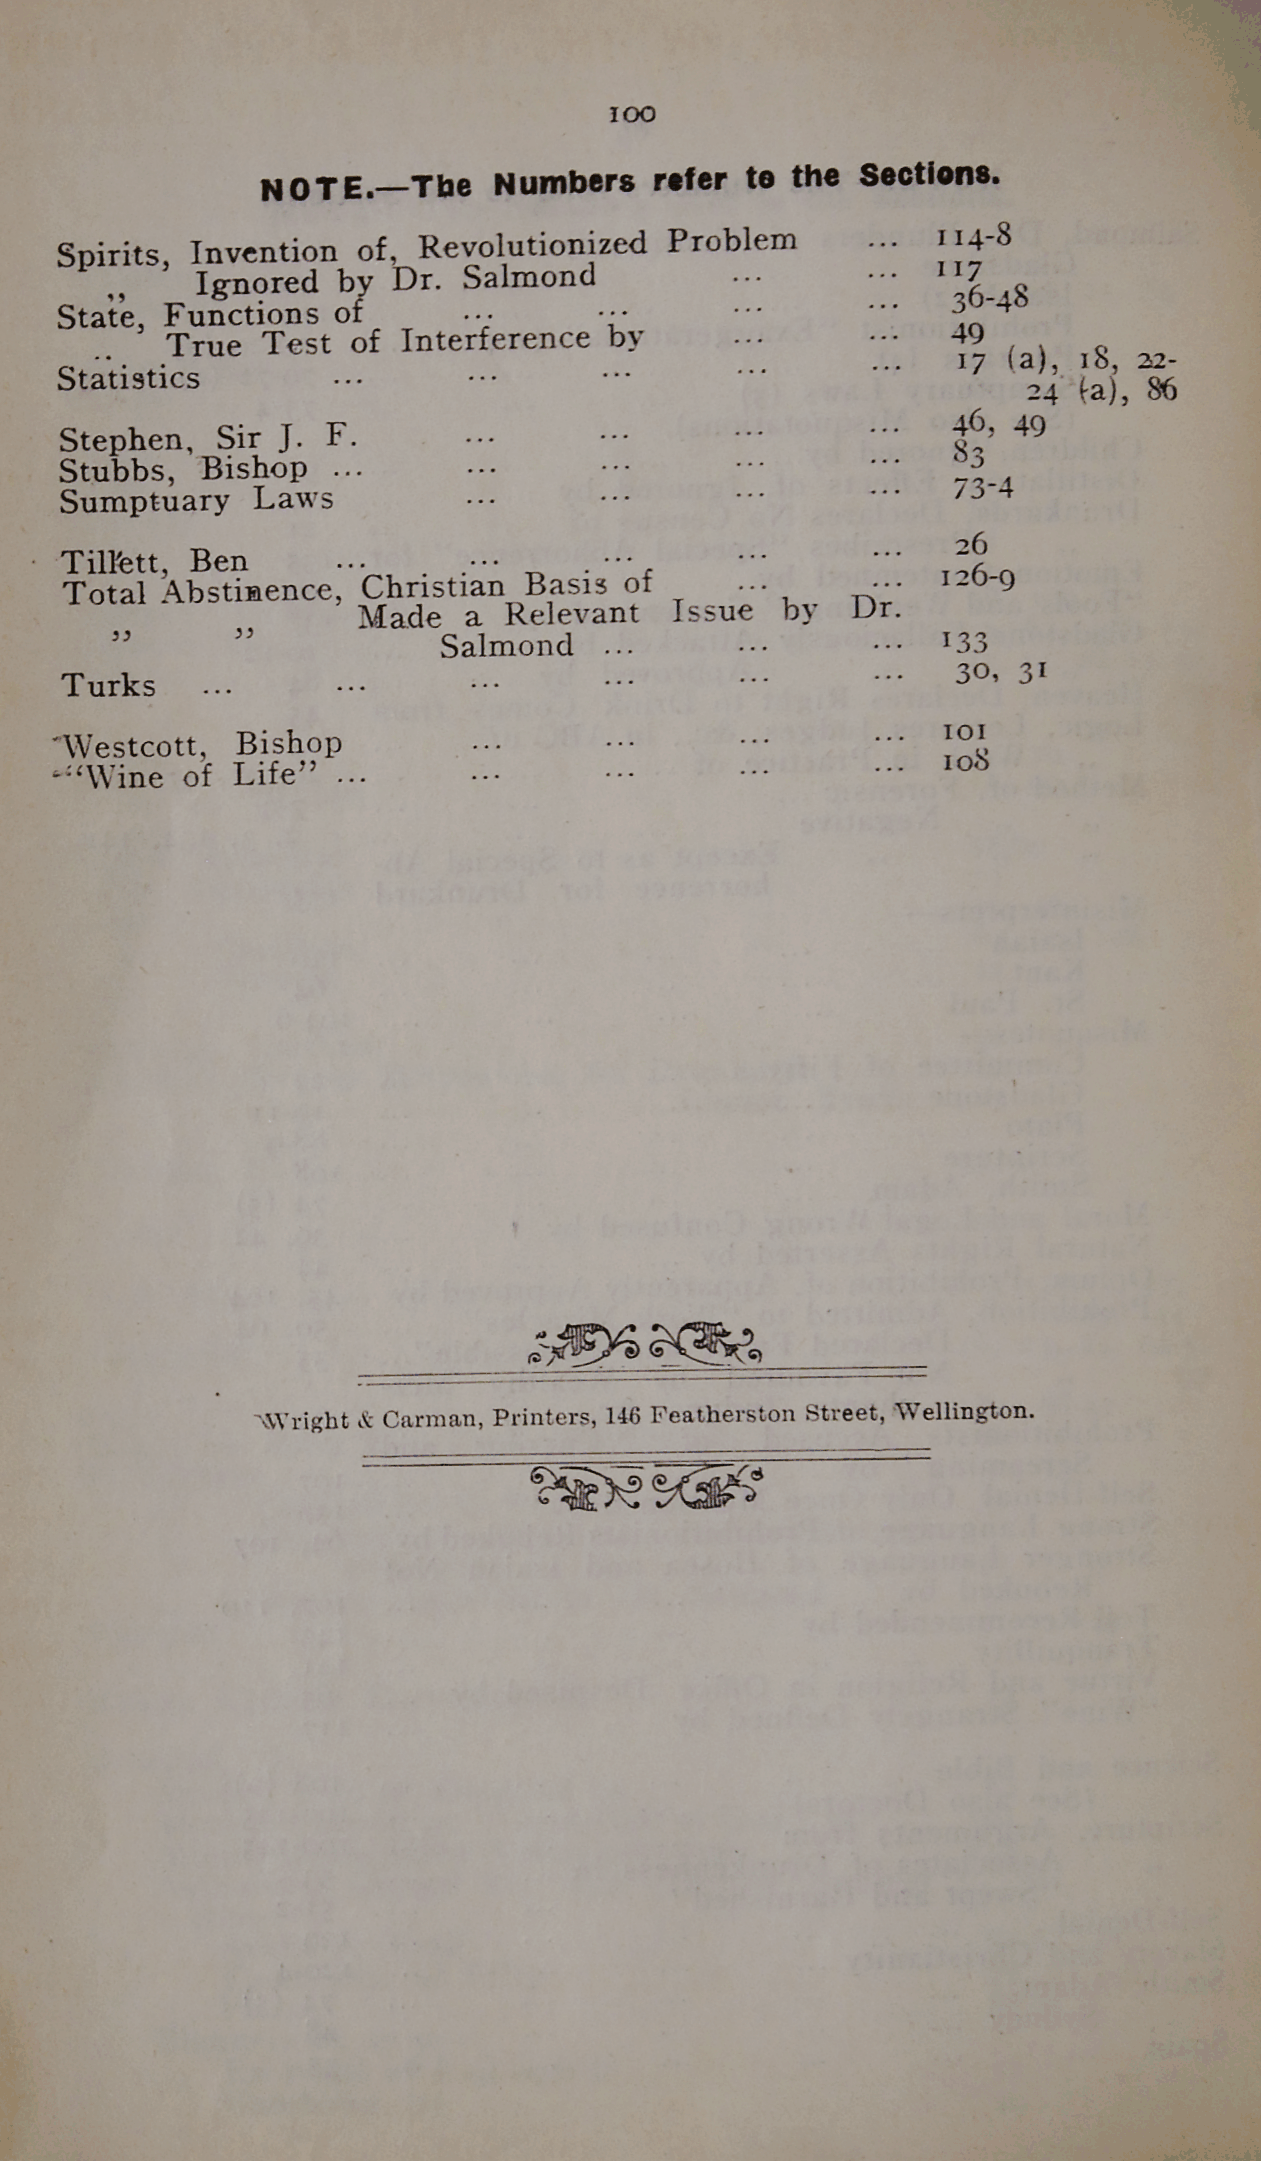 100
NOTE.—The Numbers refer to the Sections.
Spirits, Invention of, Revolutionized Problem ... 114-8
,, Ignored by Dr. Salmond ... ... 117
State, Functions of ... ... ... ... 36-48
,, True Test of Interference by ... ... 49
Statistics ... ... ... ... ... 17 (a), 18, 22-
24 (a), 86
Stephen, Sir J. F. ... ... ... ... 46, 49
Stubbs, Bishop ... ... ... ... ... 83
Sumptuary Laws ... ... ... ... 73-4
Tillett, Ben ... ... ... ... ... 26
Total Abstinence, Christian Basis of ... ... 126-9
,, ,, Made a Relevant Issue by Dr.
Salmond ... ... ... 133
Turks ... ... ... ... ... ... 30, 31
Westcott, Bishop ... ... ... ... 101
"Wine of Life" ... ... ... ... ... 108
Wright & Carman, Printers, 146 Featherston Street, Wellington.